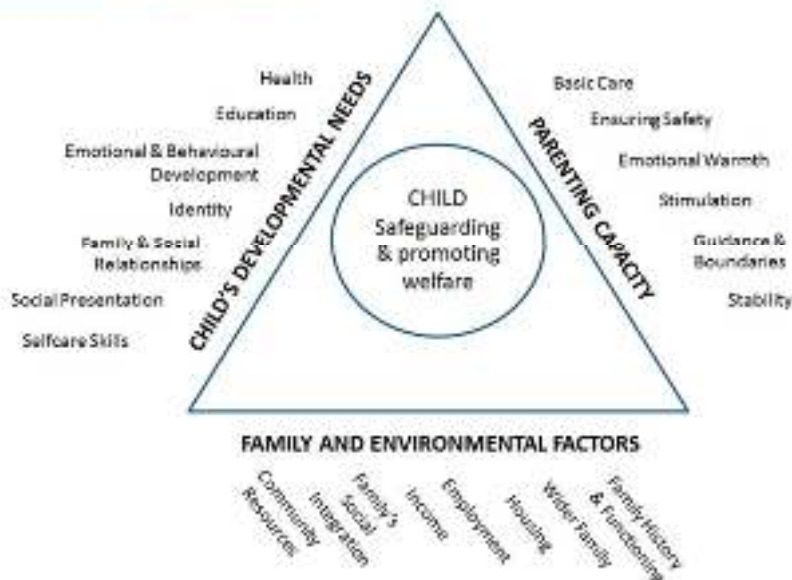 Health
Education
Emotional & Behavioural
Development
Identity
Family & Social
Relationships
Social Presentation
Selfcare Skills
CHILD'S DEVELOPMENTAL NEEDS
CHILD
Safeguarding
& promoting
welfare
PARENTING CAPACITY
Basic Care
Ensuring Safety
Emotional Warmth
Stimulation
Guidance &
Boundaries
Stability
FAMILY AND ENVIRONMENTAL FACTORS
Community
Resources
Family's
Social
Integration
Income
Employment
Housing
Wider Family
Family History
& Functioning